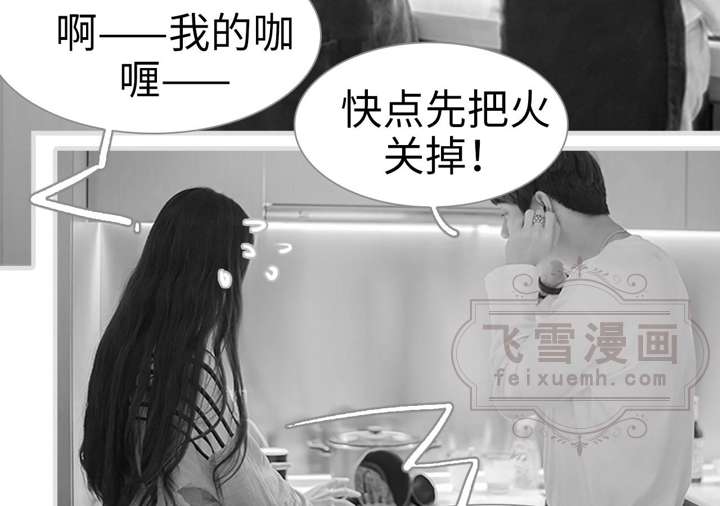 啊——我的咖
喱——
快点先把火
关掉！
飞雪漫画
feixuemh.com